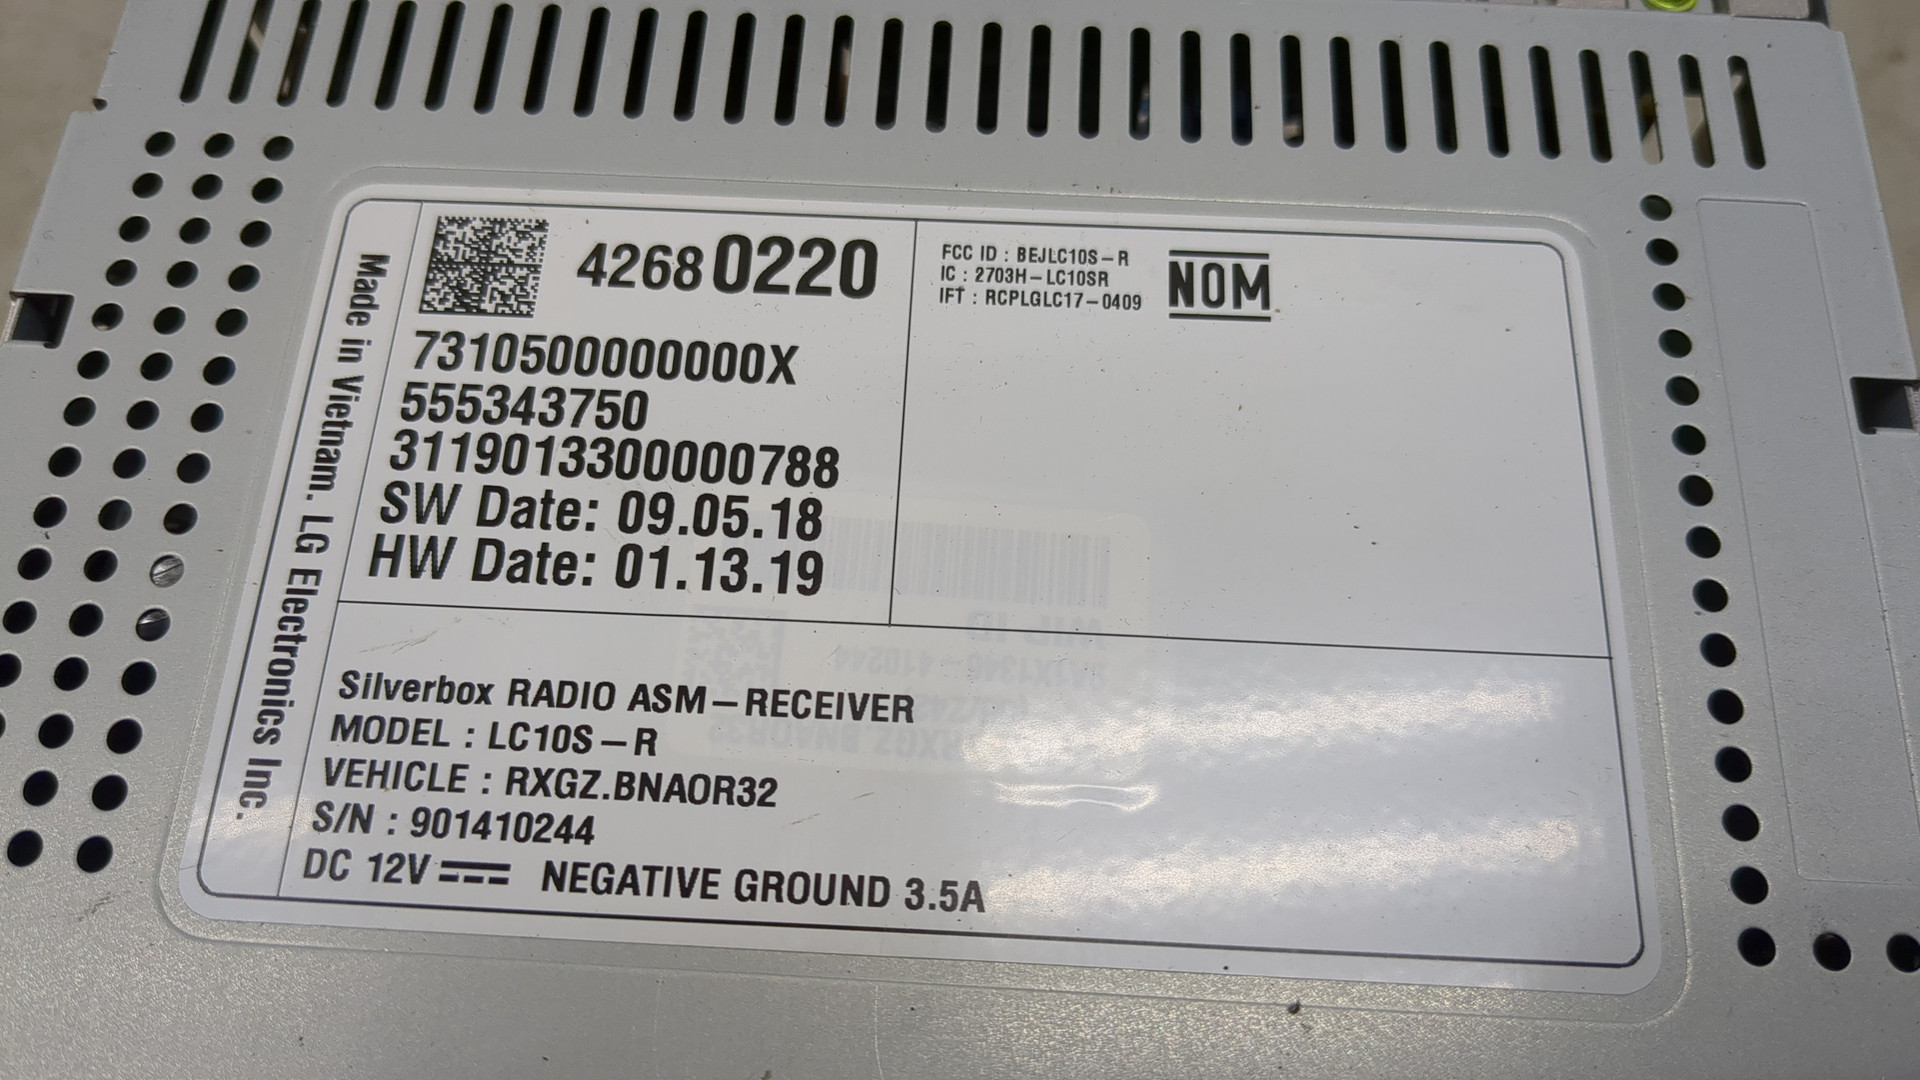 Made in Vietnam. LG Electronics Inc.
42680220
7310500000000X
555343750
3119013300000788
SW Date: 09.05.18
HW Date: 01.13.19
FCC ID : BEJLC10S-R
IC : 2703H-LC10SR
IFT : RCPLGLC17-0409
NOM
Silverbox RADIO ASM-RECEIVER
MODEL : LC10S-R
VEHICLE : RXGZ.BNAOR32
S/N : 901410244
DC 12V NEGATIVE GROUND 3.5A